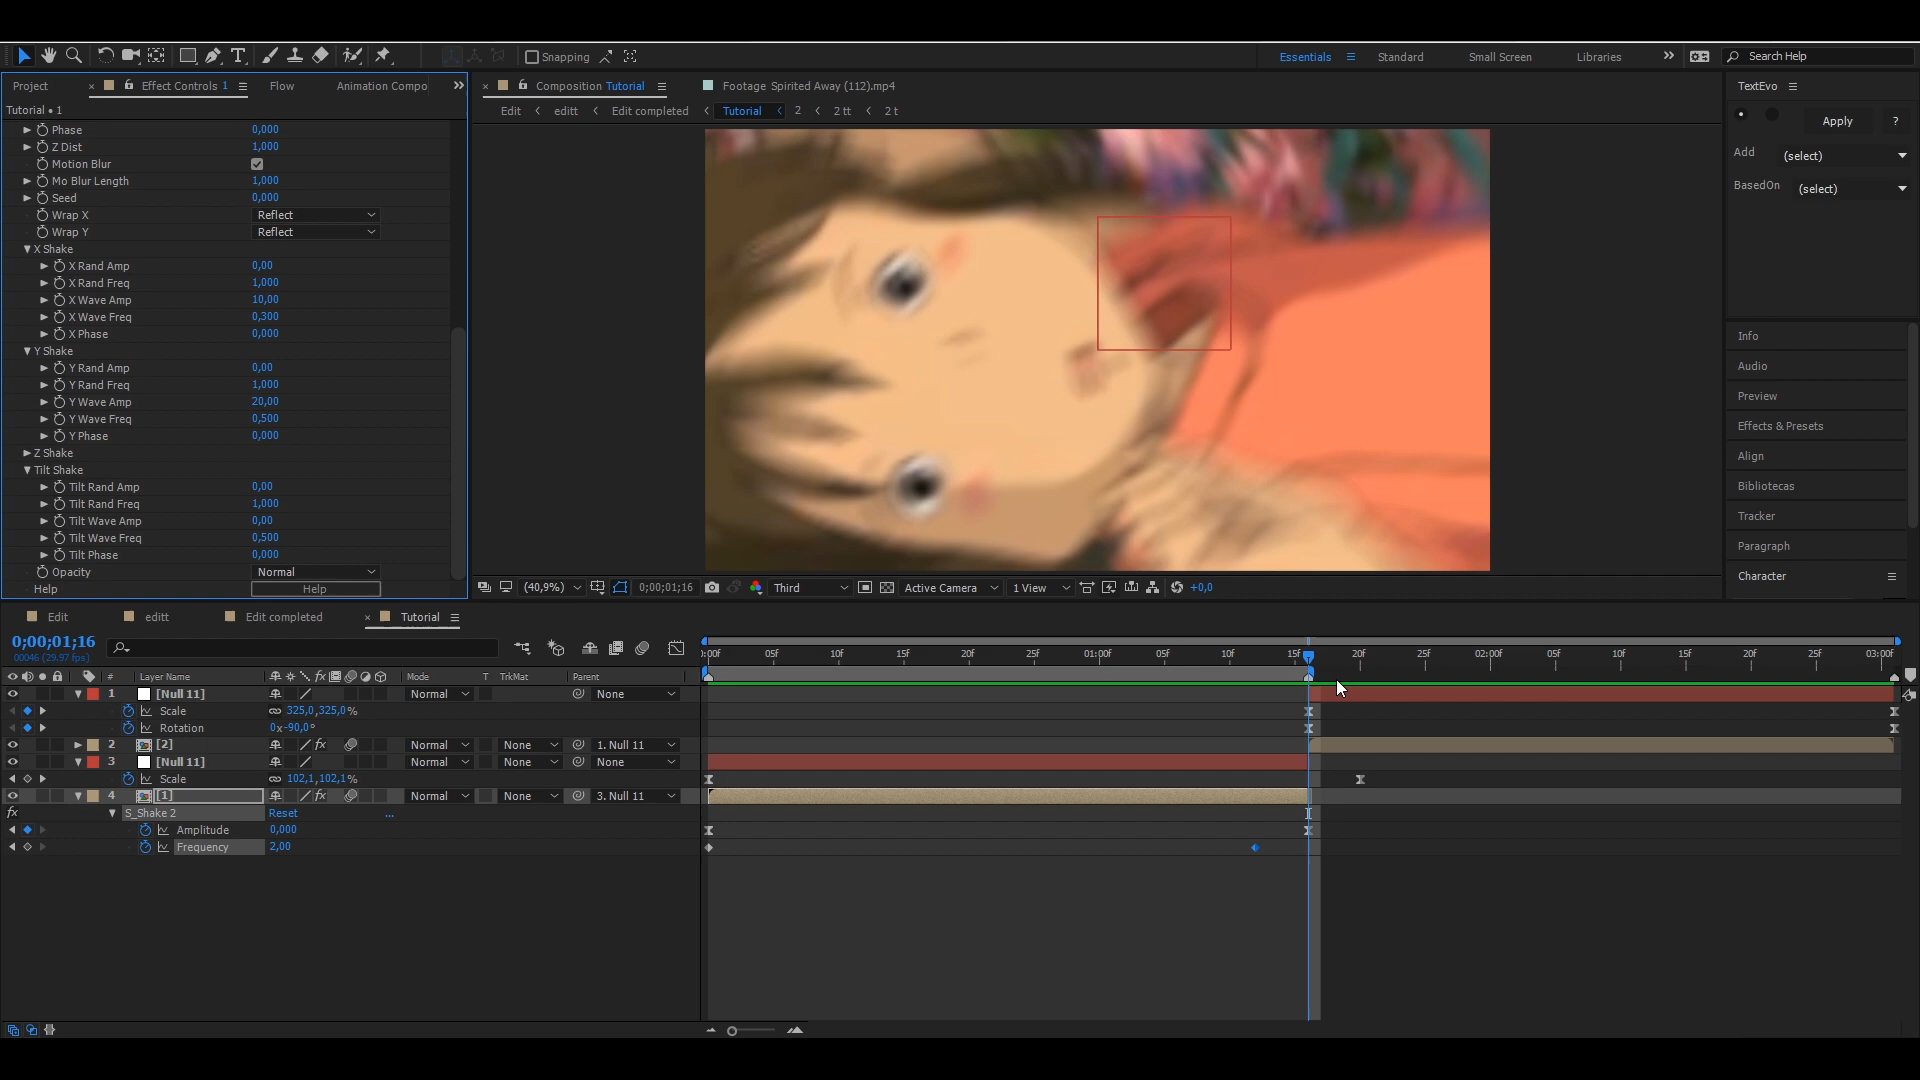 Snapping
Essentials
Standard
Small Screen
Libraries
Search Help
Project
Effect Controls 1
Flow
Animation Compo
Composition Tutorial
Footage Spirited Away (112).mp4
TextEvo
Tutorial • 1
Edit
editt
Edit completed
Tutorial
2
2 tt
2 t
Apply
?
Add
(select)
BasedOn
(select)
Phase 0,000
Z Dist 1,000
Motion Blur
Mo Blur Length 1,000
Seed 0,000
Wrap X Reflect
Wrap Y Reflect
X Shake
X Rand Amp 0,00
X Rand Freq 1,000
X Wave Amp 10,00
X Wave Freq 0,300
X Phase 0,000
Y Shake
Y Rand Amp 0,00
Y Rand Freq 1,000
Y Wave Amp 20,00
Y Wave Freq 0,500
Y Phase 0,000
Z Shake
Tilt Shake
Tilt Rand Amp 0,00
Tilt Rand Freq 1,000
Tilt Wave Amp 0,00
Tilt Wave Freq 0,500
Tilt Phase 0,000
Opacity Normal
Help Help
Info
Audio
Preview
Effects & Presets
Align
Bibliotecas
Tracker
Paragraph
Character
(40,9%) 0;00;01;16 Third Active Camera 1 View +0,0
Edit
editt
Edit completed
Tutorial
0;00;01;16
00046 (29.97 fps)
:00f 05f 10f 15f 20f 25f 01:00f 05f 10f 15f 20f 25f 02:00f 05f 10f 15f 20f 25f 03:00f
# Layer Name Mode T TrkMat Parent
1 [Null 11] Normal None
Scale 325,0,325,0%
Rotation 0x-90,0°
2 [2] Normal None 1. Null 11
3 [Null 11] Normal None None
Scale 102,1,102,1%
4 [1] Normal None 3. Null 11
fx S_Shake 2 Reset ...
Amplitude 0,000
Frequency 2,00